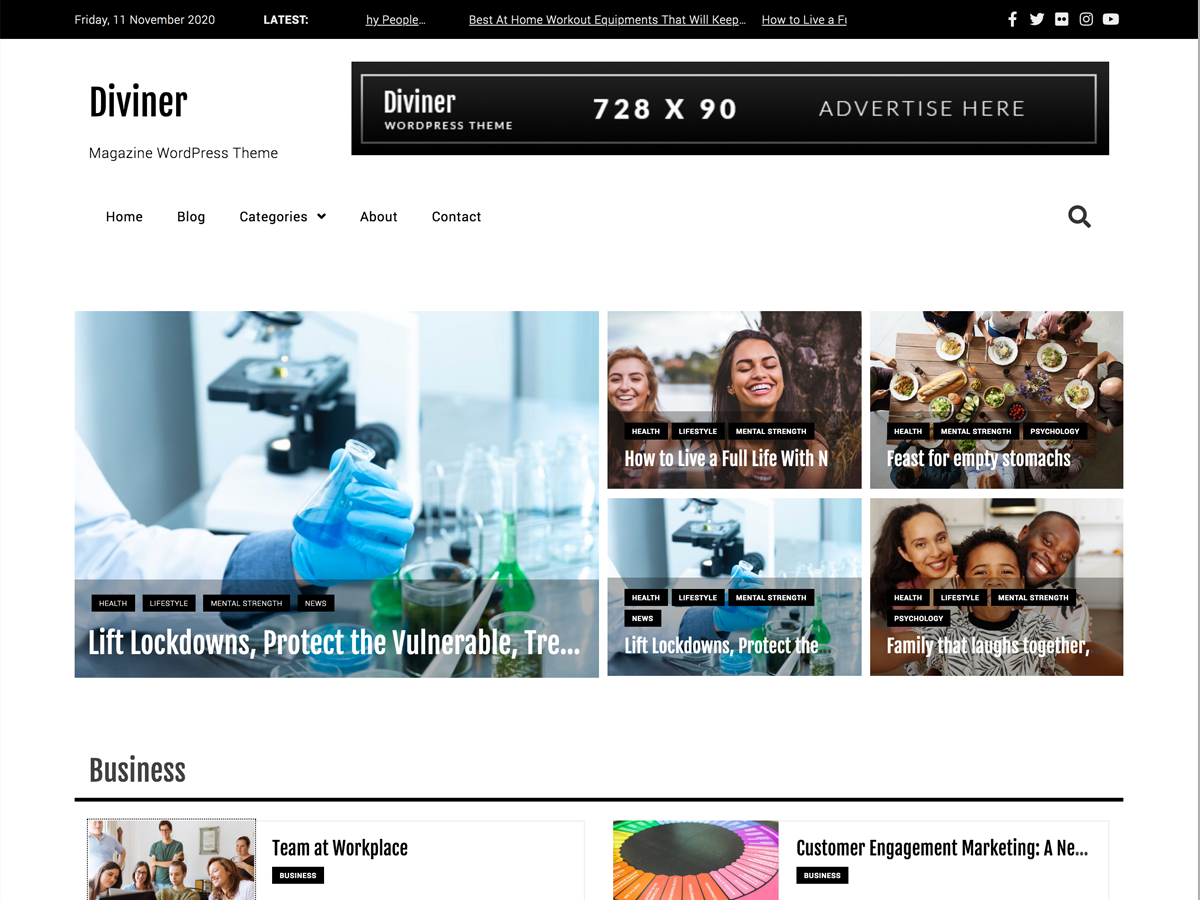 Friday, 11 November 2020
LATEST:
hy People...
Best At Home Workout Equipments That Will Keep...
How to Live a Fu
Diviner
Magazine WordPress Theme
Diviner
WORDPRESS THEME
728 X 90
ADVERTISE HERE
Home
Blog
Categories
About
Contact
HEALTH
LIFESTYLE
MENTAL STRENGTH
NEWS
Lift Lockdowns, Protect the Vulnerable, Tre...
HEALTH
LIFESTYLE
MENTAL STRENGTH
How to Live a Full Life With N
HEALTH
MENTAL STRENGTH
PSYCHOLOGY
Feast for empty stomachs
HEALTH
LIFESTYLE
MENTAL STRENGTH
NEWS
Lift Lockdowns, Protect the
HEALTH
LIFESTYLE
MENTAL STRENGTH
PSYCHOLOGY
Family that laughs together,
Business
Team at Workplace
BUSINESS
Customer Engagement Marketing: A Ne...
BUSINESS